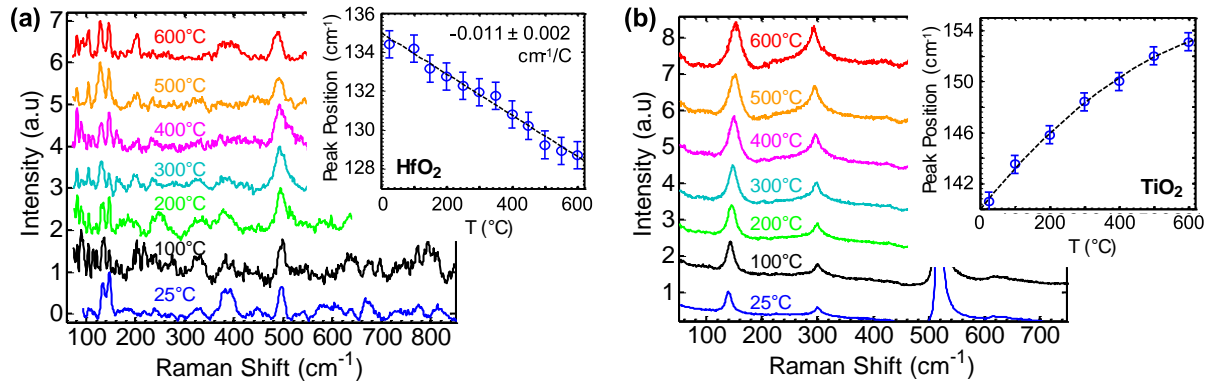 (a)
7
6
5
4
3
2
1
0
Intensity (a.u)
600°C
500°C
400°C
300°C
200°C
100°C
25°C
100 200 300 400 500 600 700 800
Raman Shift (cm-1)
136
134
132
130
128
Peak Position (cm-1)
-0.011 ± 0.002
cm-1/C
HfO2
0 200 400 600
T (°C)
(b)
8
7
6
5
4
3
2
1
Intensity (a.u)
600°C
500°C
400°C
300°C
200°C
100°C
25°C
100 200 300 400 500 600 700
Raman Shift (cm-1)
154
150
146
142
Peak Position (cm-1)
TiO2
0 200 400 600
T (°C)